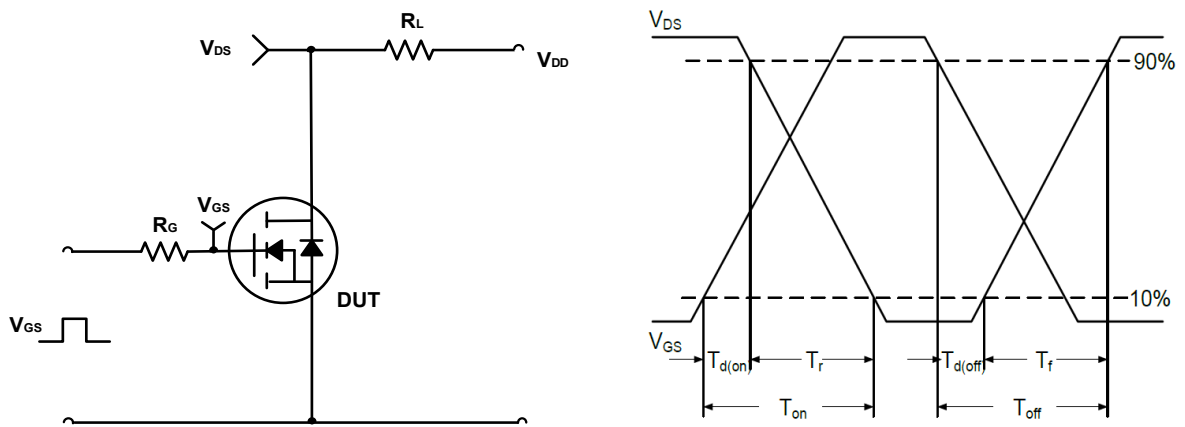 RL
VDS
VDD
RG
VGS
DUT
VGS
VDS
90%
10%
VGS
Td(on)
Tr
Td(off)
Tf
Ton
Toff